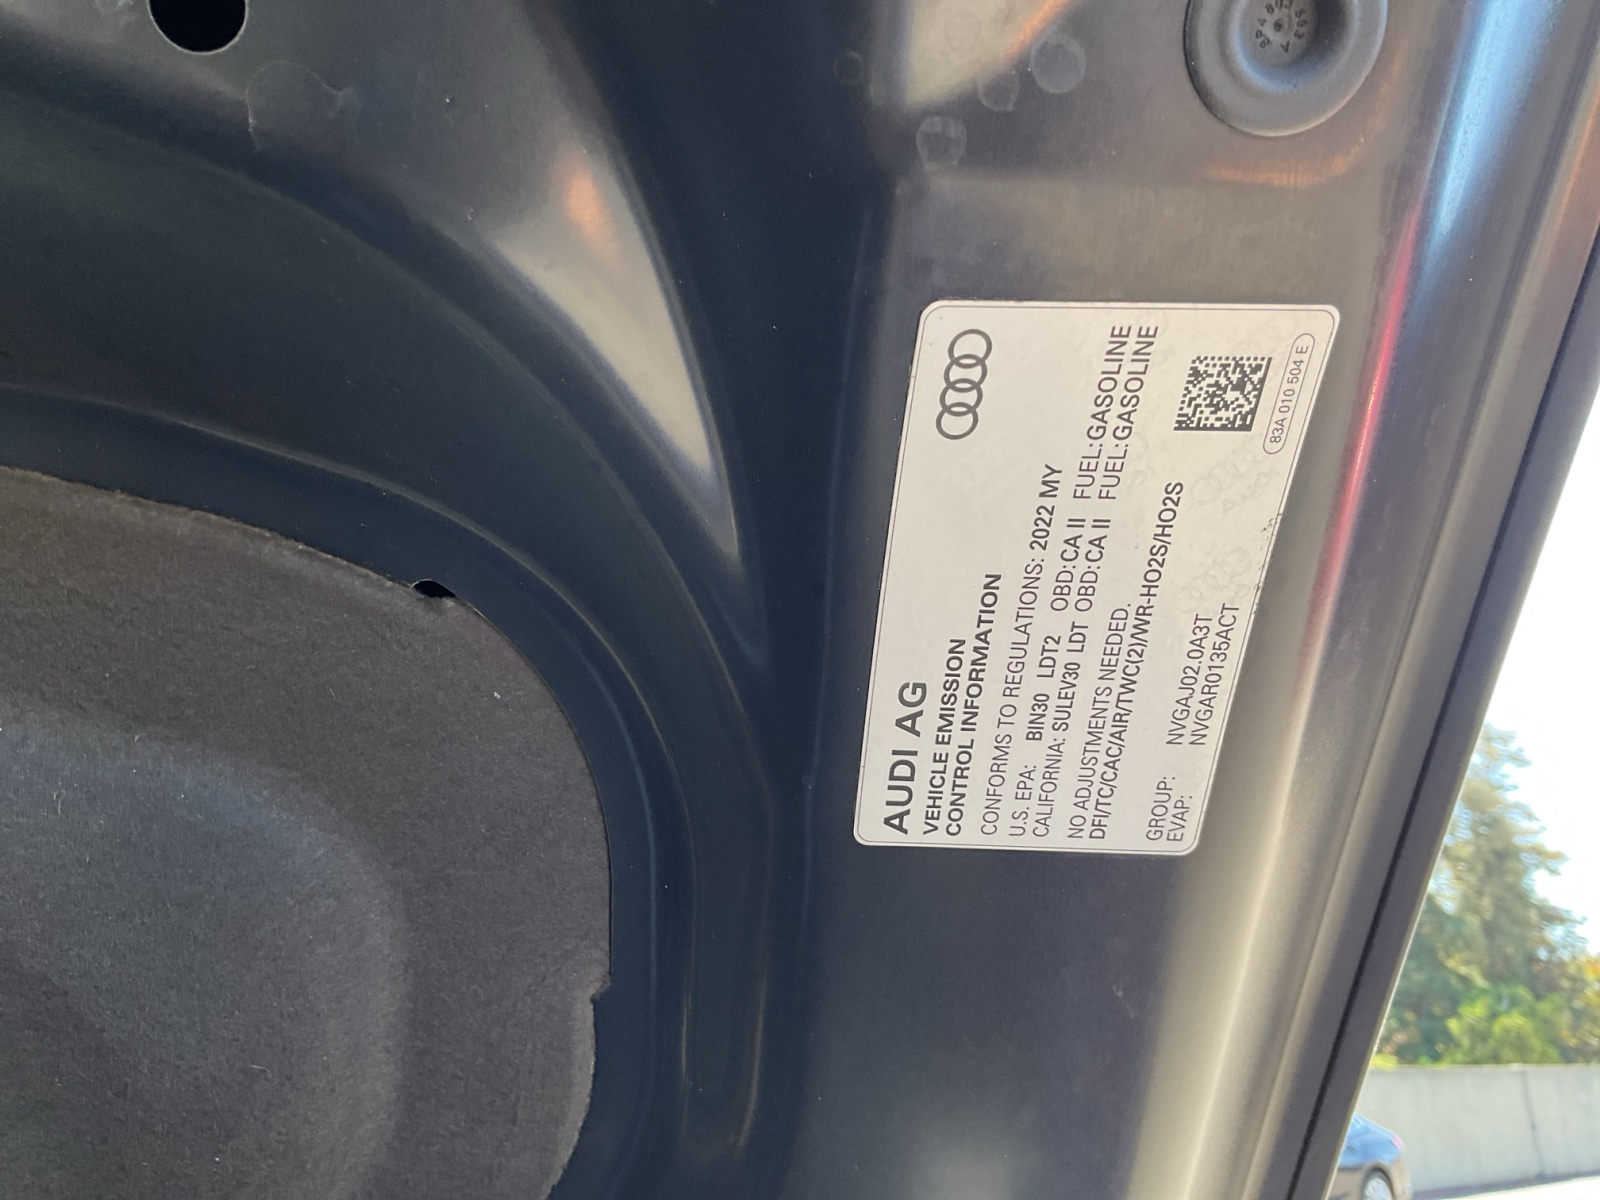 AUDI AG
VEHICLE EMISSION
CONTROL INFORMATION
CONFORMS TO REGULATIONS: 2022 MY
U.S. EPA: BIN30 LDT2 OBD:CA II FUEL:GASOLINE
CALIFORNIA: SULEV30 LDT OBD:CA II FUEL:GASOLINE
NO ADJUSTMENTS NEEDED.
DFI/TC/CAC/AIR/TWC(2)/WR-HO2S/HO2S
GROUP: NVGAJ02.0A3T
EVAP: NVGAR0135ACT
83A 010 504 E